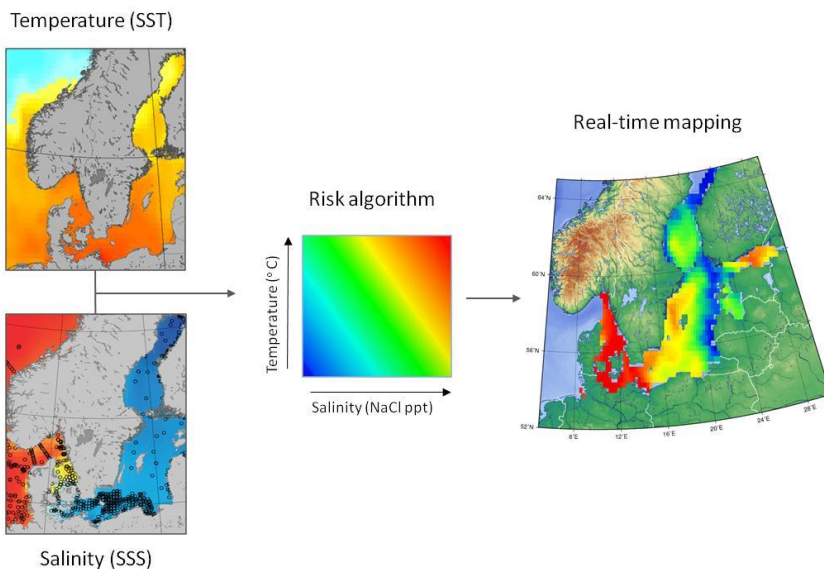 Temperature (SST)
Real-time mapping
Risk algorithm
Temperature (°C)
Salinity (NaCl ppt)
Salinity (SSS)
64°N
60°N
56°N
52°N
8°E
12°E
16°E
20°E
24°E
28°E